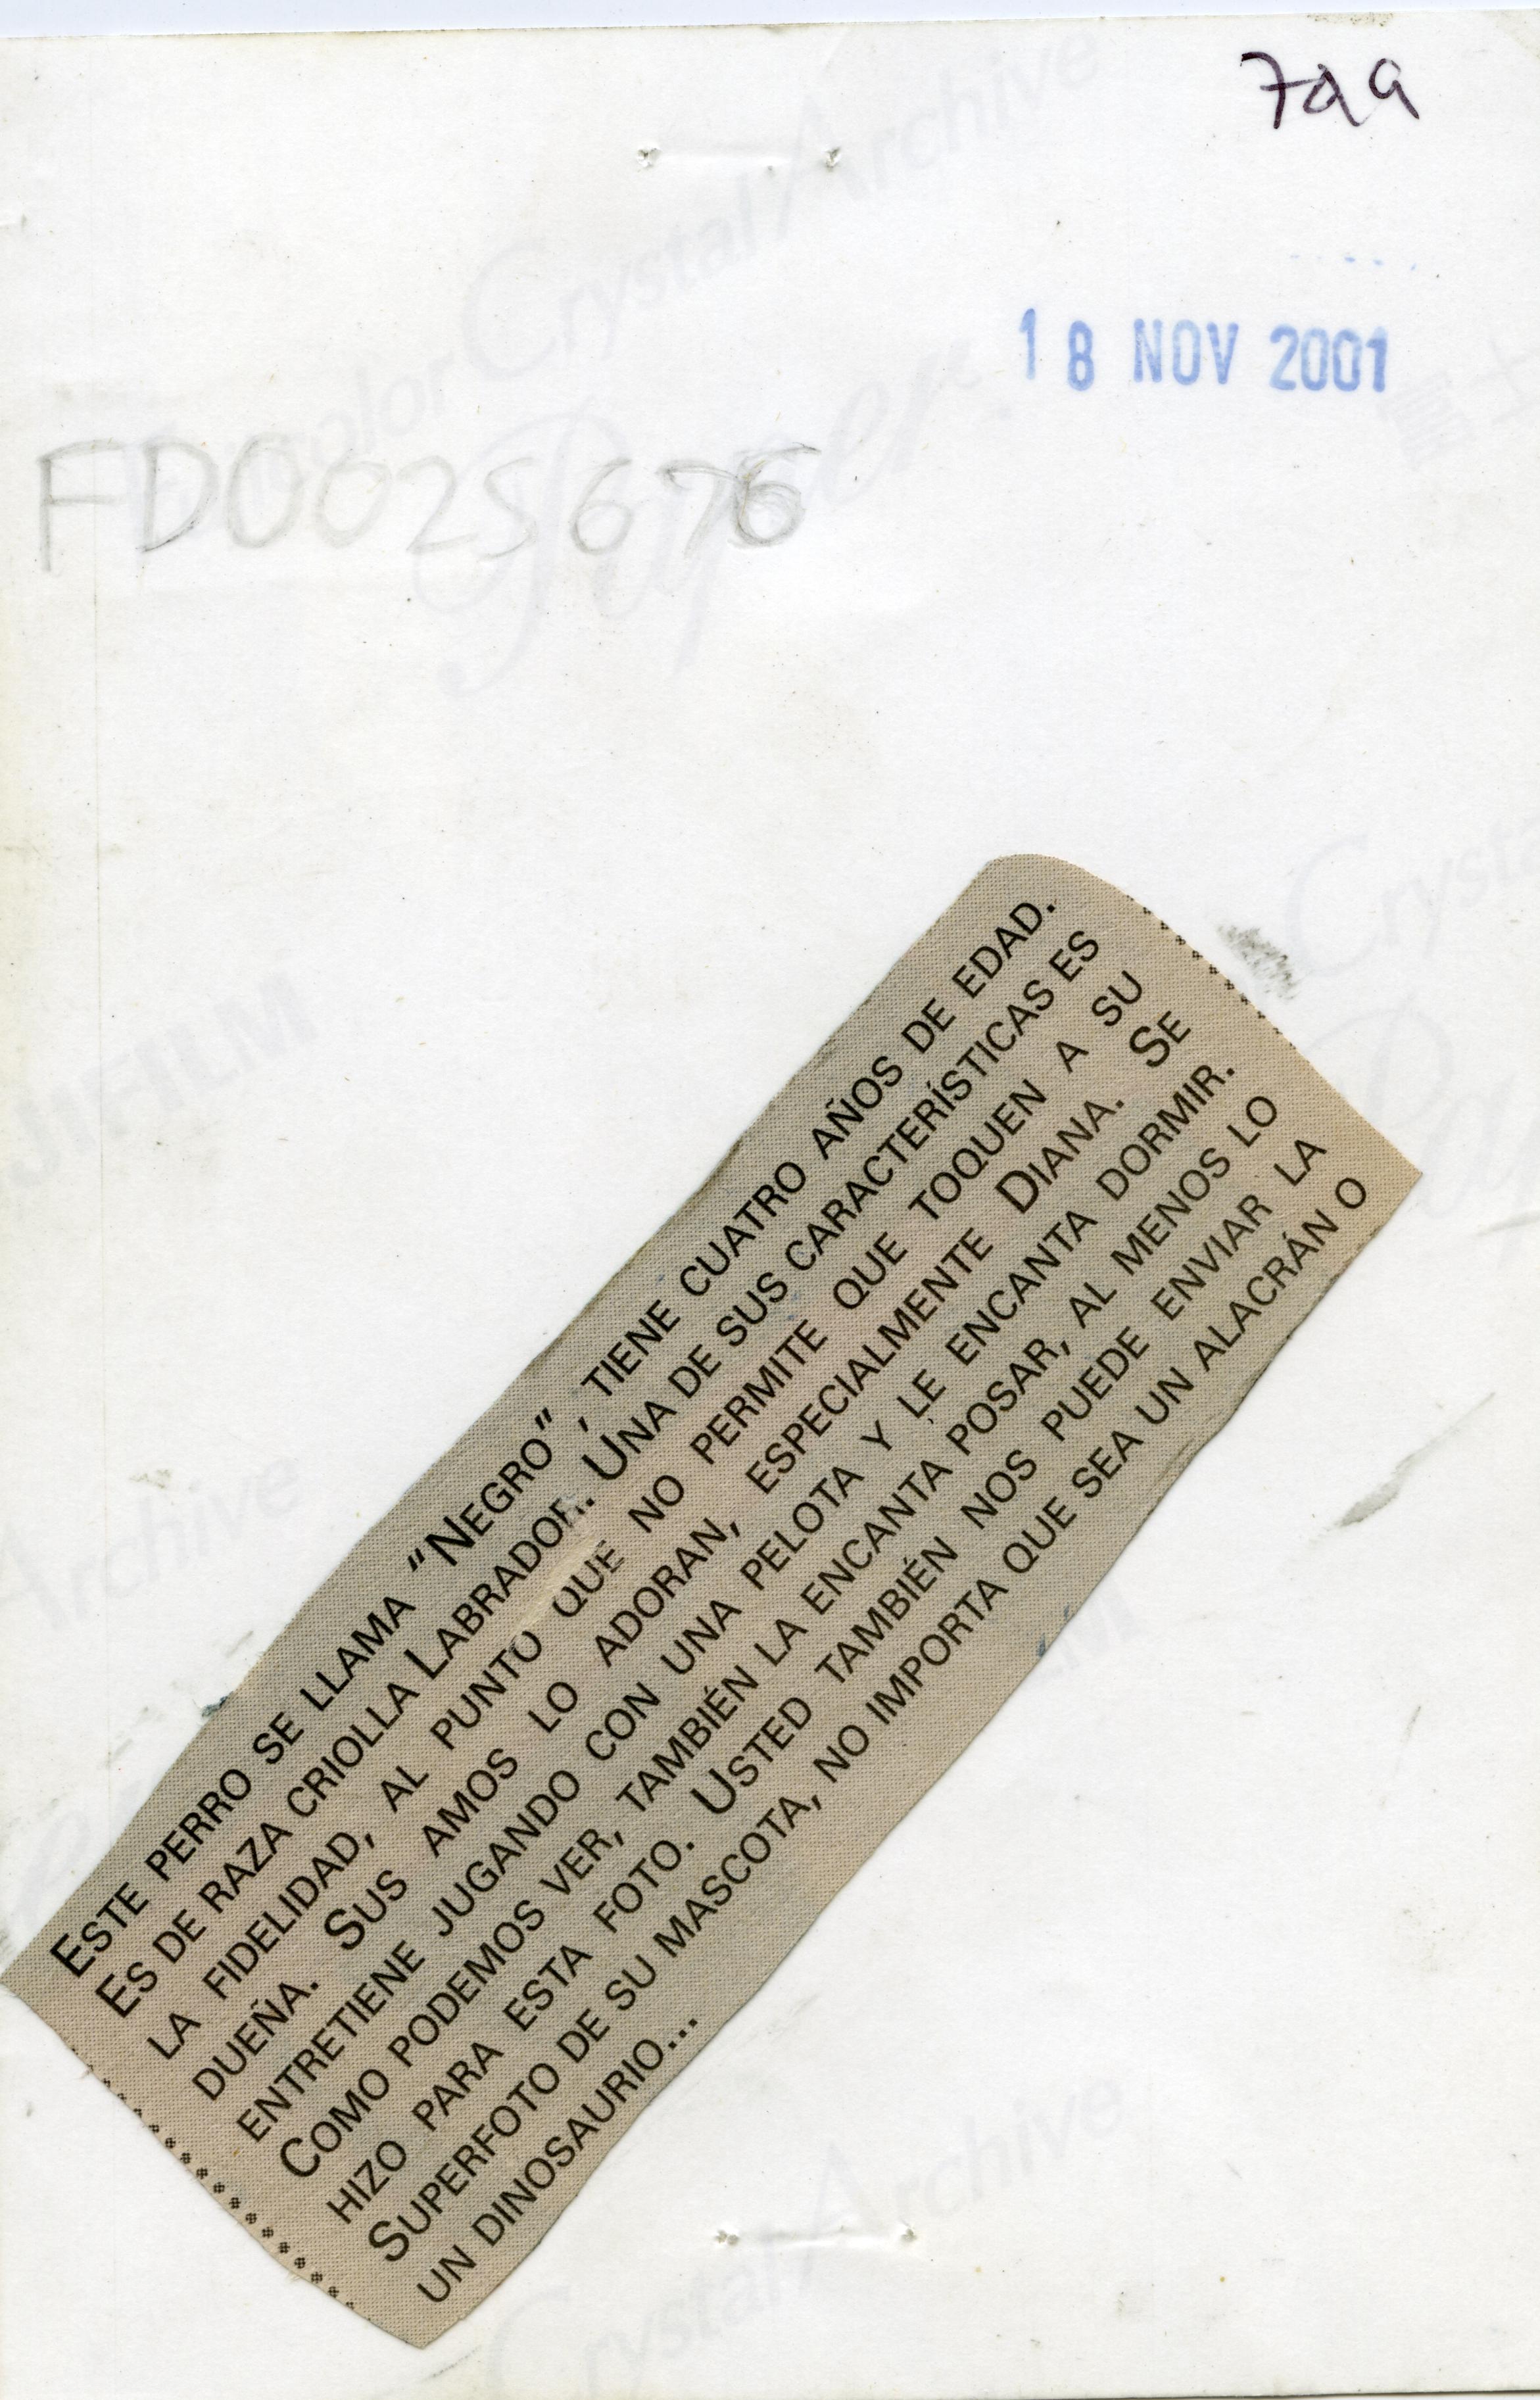 18 NOV 2001
FD0025676
ESTE PERRO SE LLAMA "NEGRO", TIENE CUATRO AÑOS DE EDAD.
ES DE RAZA CRIOLLA LABRADOR. UNA DE SUS CARACTERÍSTICAS ES
LA FIDELIDAD, AL PUNTO QUE NO PERMITE QUE TOQUEN A SU
DUEÑA. SUS AMOS LO ADORAN, ESPECIALMENTE DIANA. SE
ENTRETIENE JUGANDO CON UNA PELOTA Y LE ENCANTA DORMIR.
COMO PODEMOS VER, TAMBIÉN LA ENCANTA POSAR, AL MENOS LO
HIZO PARA ESTA FOTO. USTED TAMBIÉN NOS PUEDE ENVIAR LA
SUPERFOTO DE SU MASCOTA, NO IMPORTA QUE SEA UN ALACRÁN O
UN DINOSAURIO...
Crystal Archive